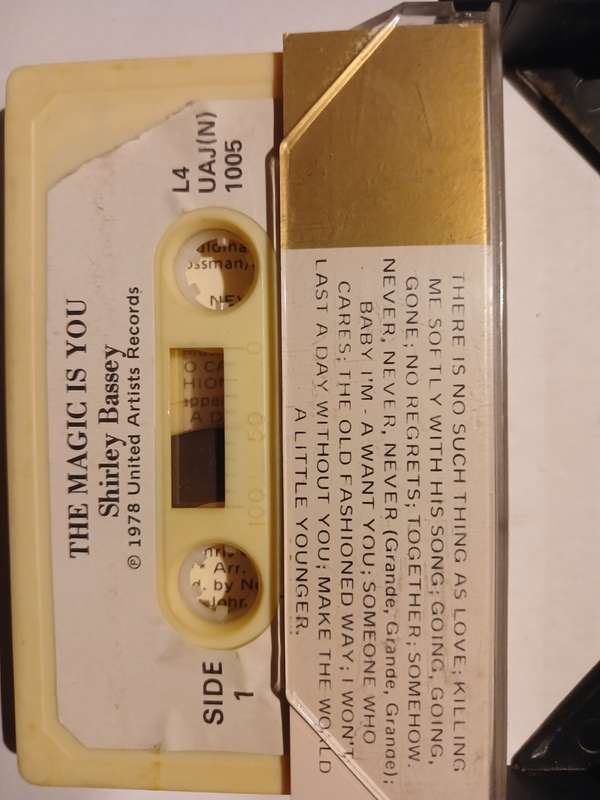 THE MAGIC IS YOU
Shirley Bassey
℗ 1978 United Artists Records
L4
UAJ(N)
1005
SIDE
1
0 50 100
THERE IS NO SUCH THING AS LOVE; KILLING
ME SOFTLY WITH HIS SONG; GOING, GOING,
GONE; NO REGRETS; TOGETHER; SOMEHOW.
NEVER, NEVER, NEVER (Grande, Grande, Grande);
BABY I'M - A WANT YOU; SOMEONE WHO
CARES; THE OLD FASHIONED WAY; I WON'T
LAST A DAY WITHOUT YOU; MAKE THE WORLD
A LITTLE YOUNGER.